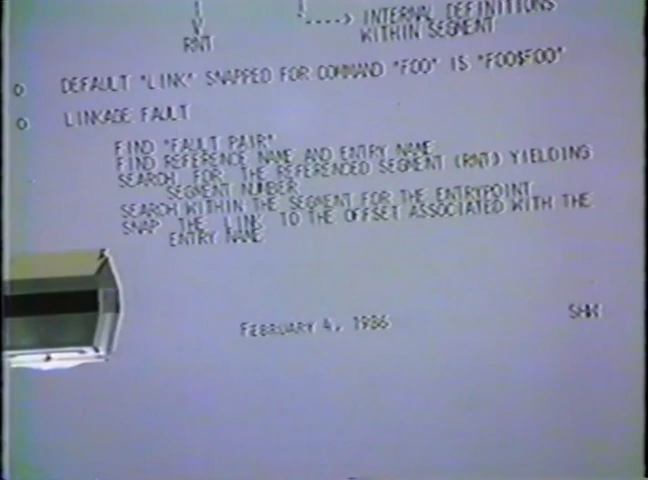 ----> INTERNAL DEFINITIONS
WITHIN SEGMENT
V
RNT
O DEFAULT "LINK" SNAPPED FOR COMMAND "FOO" IS "FOO$FOO"
O LINKAGE FAULT
FIND "FAULT PAIR"
FIND REFERENCE NAME AND ENTRY NAME
SEARCH FOR THE REFERENCED SEGMENT (RNT) YIELDING
SEGMENT NUMBER
SEARCH WITHIN THE SEGMENT FOR THE ENTRYPOINT
SNAP THE LINK TO THE OFFSET ASSOCIATED WITH THE
ENTRY NAME
FEBRUARY 4, 1986